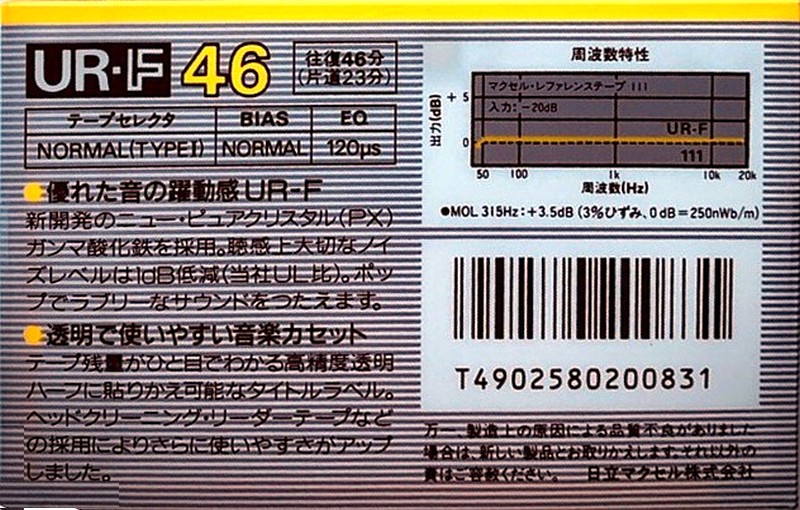 UR·F 46
往復46分
(片道23分)
テープセレクタ BIAS EQ
NORMAL(TYPEI) NORMAL 120μs
●優れた音の躍動感UR-F
新開発のニュー・ピュアクリスタル(PX)
ガンマ酸化鉄を採用。聴感上大切なノイ
ズレベルは1dB低減(当社UL比)。ポッ
プでラブリーなサウンドをつたえます。
●透明で使いやすい音楽カセット
テープ残量がひと目でわかる高精度透明
ハーフに貼りかえ可能なタイトルラベル。
ヘッドクリーニング・リーダーテープなど
の採用によりさらに使いやすさがアップ
しました。
周波数特性
マクセル・レファレンステープ 111
入力:-20dB
出力(dB)
+5
0
UR-F
111
50 100 1k 10k 20k
周波数(Hz)
●MOL 315Hz:+3.5dB (3%ひずみ、0dB=250nWb/m)
T4902580200831
万一、製造上の原因による品質不良がありました
場合は、新しい製品とお取りかえします。それ以外の
責はご容赦ください。 日立マクセル株式会社